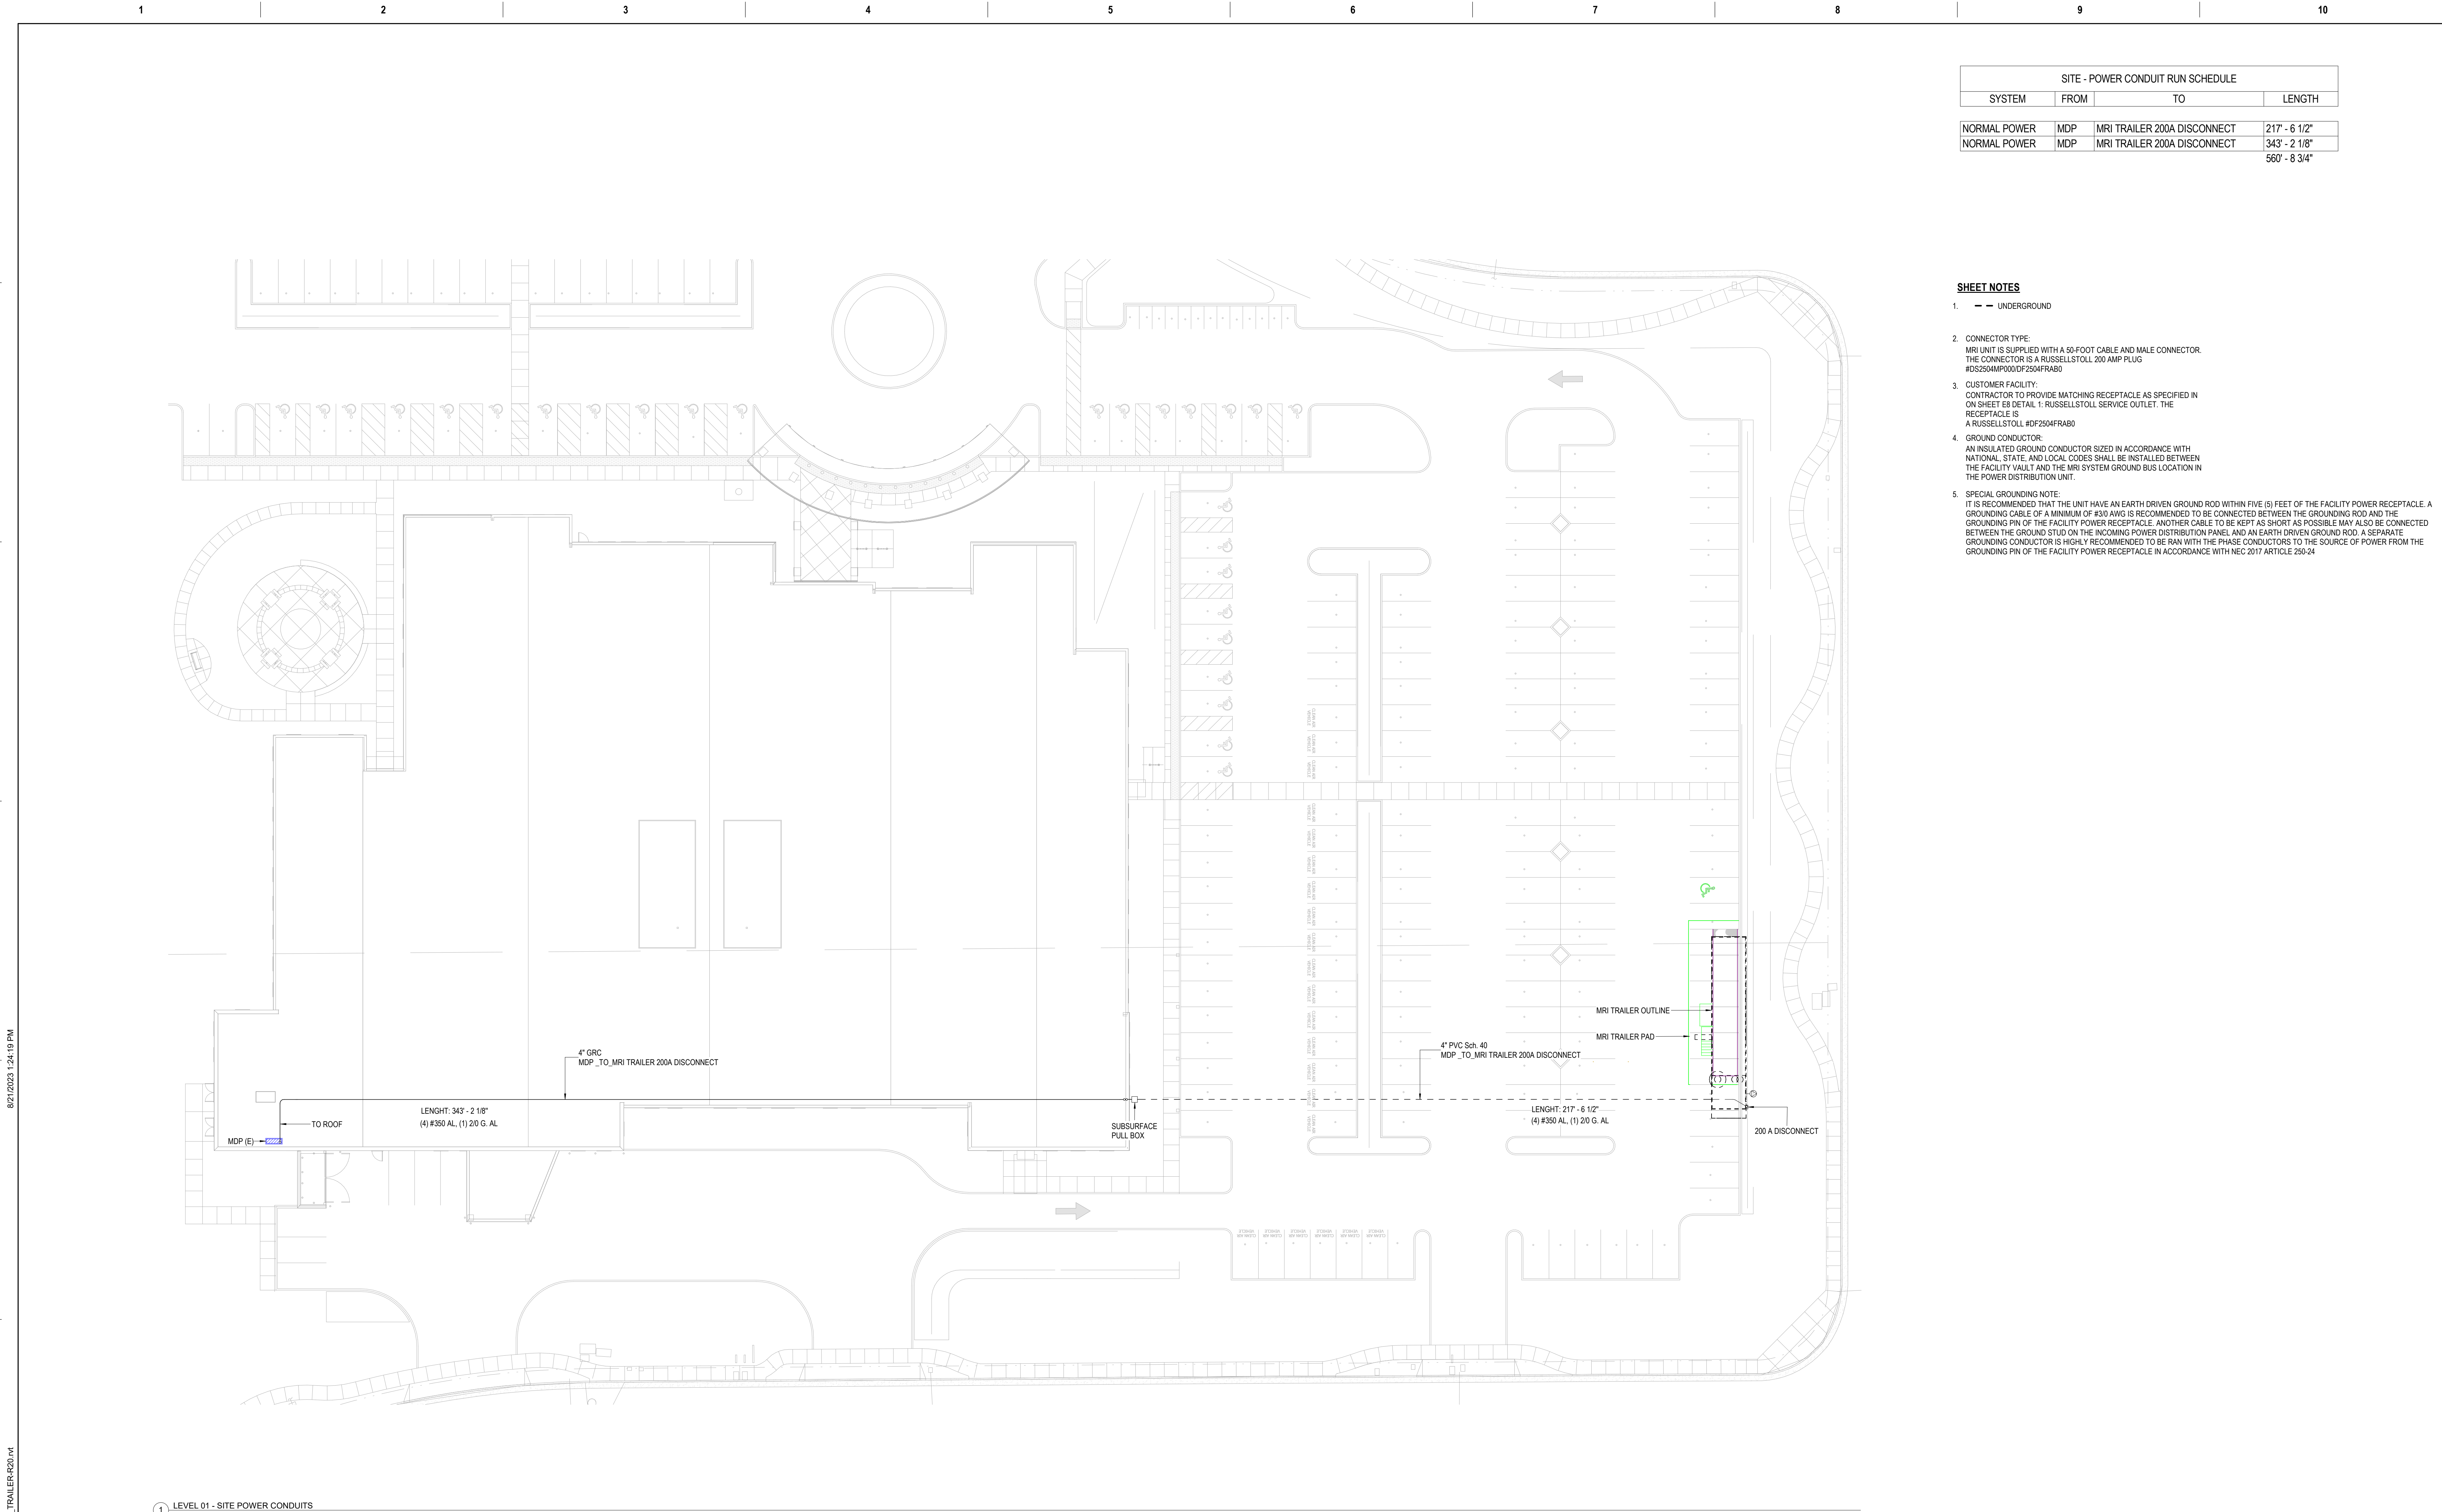 1 2 3 4 5 6 7 8 9 10
SITE - POWER CONDUIT RUN SCHEDULE
SYSTEM FROM TO LENGTH
NORMAL POWER MDP MRI TRAILER 200A DISCONNECT 217' - 6 1/2"
NORMAL POWER MDP MRI TRAILER 200A DISCONNECT 343' - 2 1/8"
560' - 8 3/4"
SHEET NOTES
1. UNDERGROUND
2. CONNECTOR TYPE:
MRI UNIT IS SUPPLIED WITH A 50-FOOT CABLE AND MALE CONNECTOR.
THE CONNECTOR IS A RUSSELLSTOLL 200 AMP PLUG
#DS2504MP000/DF2504FRAB0
3. CUSTOMER FACILITY:
CONTRACTOR TO PROVIDE MATCHING RECEPTACLE AS SPECIFIED IN
ON SHEET E8 DETAIL 1: RUSSELLSTOLL SERVICE OUTLET. THE
RECEPTACLE IS
A RUSSELLSTOLL #DF2504FRAB0
4. GROUND CONDUCTOR:
AN INSULATED GROUND CONDUCTOR SIZED IN ACCORDANCE WITH
NATIONAL, STATE, AND LOCAL CODES SHALL BE INSTALLED BETWEEN
THE FACILITY VAULT AND THE MRI SYSTEM GROUND BUS LOCATION IN
THE POWER DISTRIBUTION UNIT.
5. SPECIAL GROUNDING NOTE:
IT IS RECOMMENDED THAT THE UNIT HAVE AN EARTH DRIVEN GROUND ROD WITHIN FIVE (5) FEET OF THE FACILITY POWER RECEPTACLE. A
GROUNDING CABLE OF A MINIMUM OF #3/0 AWG IS RECOMMENDED TO BE CONNECTED BETWEEN THE GROUNDING ROD AND THE
GROUNDING PIN OF THE FACILITY POWER RECEPTACLE. ANOTHER CABLE TO BE KEPT AS SHORT AS POSSIBLE MAY ALSO BE CONNECTED
BETWEEN THE GROUND STUD ON THE INCOMING POWER DISTRIBUTION PANEL AND AN EARTH DRIVEN GROUND ROD. A SEPARATE
GROUNDING CONDUCTOR IS HIGHLY RECOMMENDED TO BE RAN WITH THE PHASE CONDUCTORS TO THE SOURCE OF POWER FROM THE
GROUNDING PIN OF THE FACILITY POWER RECEPTACLE IN ACCORDANCE WITH NEC 2017 ARTICLE 250-24
MRI TRAILER OUTLINE
MRI TRAILER PAD
4" GRC
MDP _TO_MRI TRAILER 200A DISCONNECT
4" PVC Sch. 40
MDP _TO_MRI TRAILER 200A DISCONNECT
LENGHT: 343' - 2 1/8"
(4) #350 AL, (1) 2/0 G. AL
TO ROOF
MDP (E)
SUBSURFACE
PULL BOX
LENGHT: 217' - 6 1/2"
(4) #350 AL, (1) 2/0 G. AL
200 A DISCONNECT
8/21/2023 1:24:19 PM
TRAILER-R20.rvt
1
LEVEL 01 - SITE POWER CONDUITS